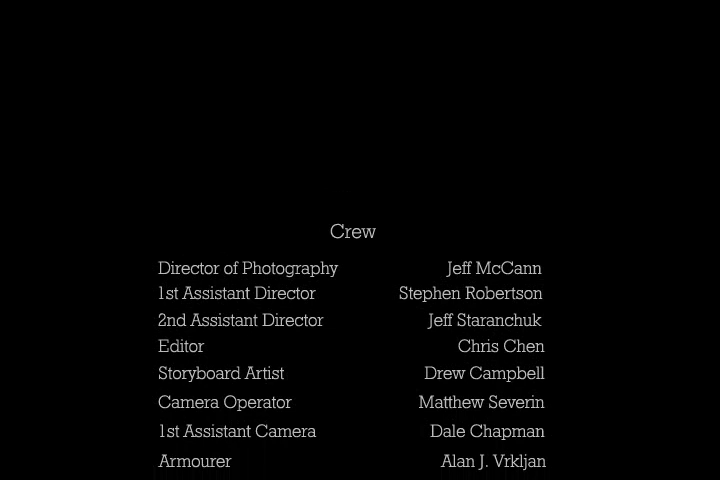 Crew
Director of Photography Jeff McCann
1st Assistant Director Stephen Robertson
2nd Assistant Director Jeff Staranchuk
Editor Chris Chen
Storyboard Artist Drew Campbell
Camera Operator Matthew Severin
1st Assistant Camera Dale Chapman
Armourer Alan J. Vrkljan